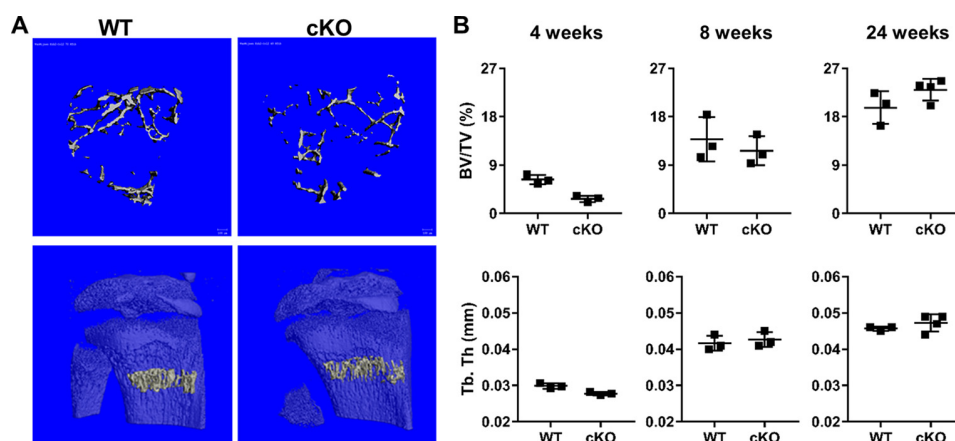 A
WT
cKO
B
4 weeks
8 weeks
24 weeks
BV/TV (%)
27
18
9
0
WT
cKO
27
18
9
0
WT
cKO
27
18
9
0
WT
cKO
Tb. Th (mm)
0.06
0.05
0.04
0.03
0.02
WT
cKO
0.06
0.05
0.04
0.03
0.02
WT
cKO
0.06
0.05
0.04
0.03
0.02
WT
cKO